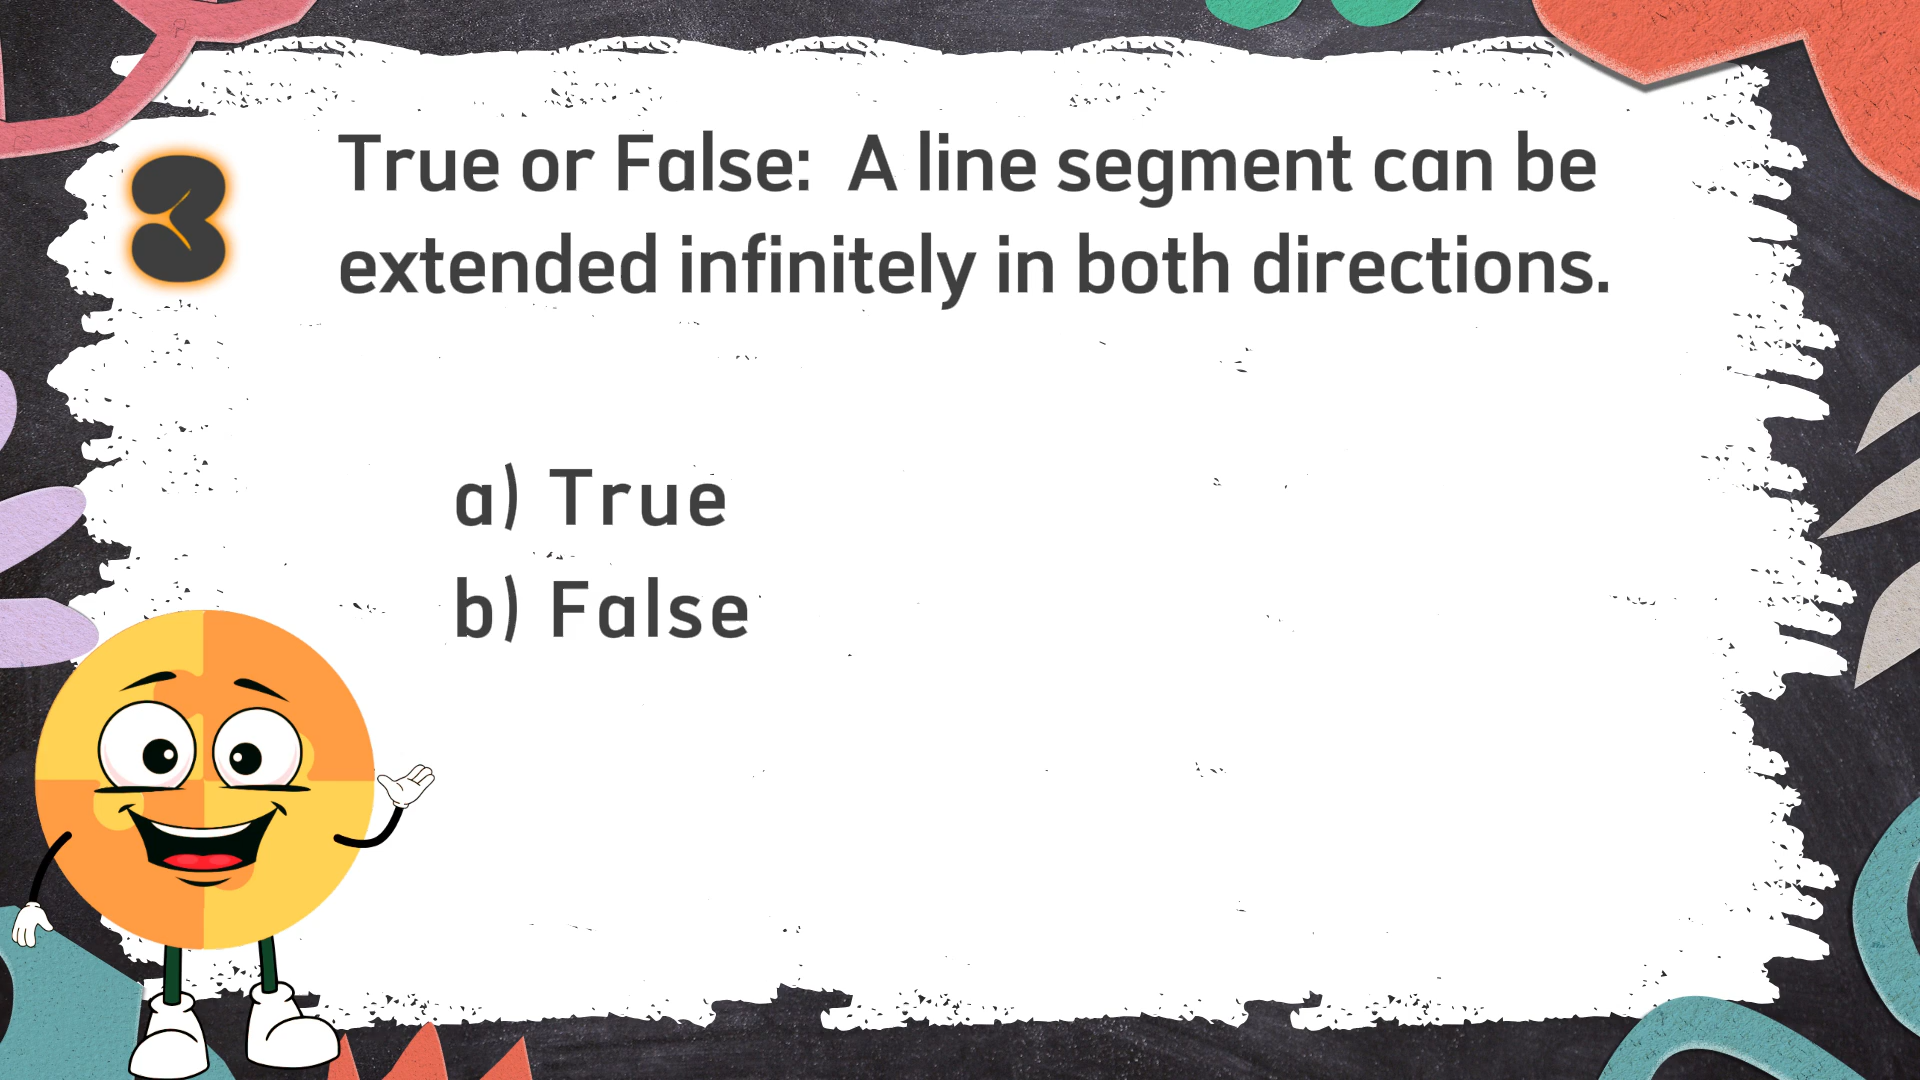 3
True or False:  A line segment can be
extended infinitely in both directions.
a) True
b) False